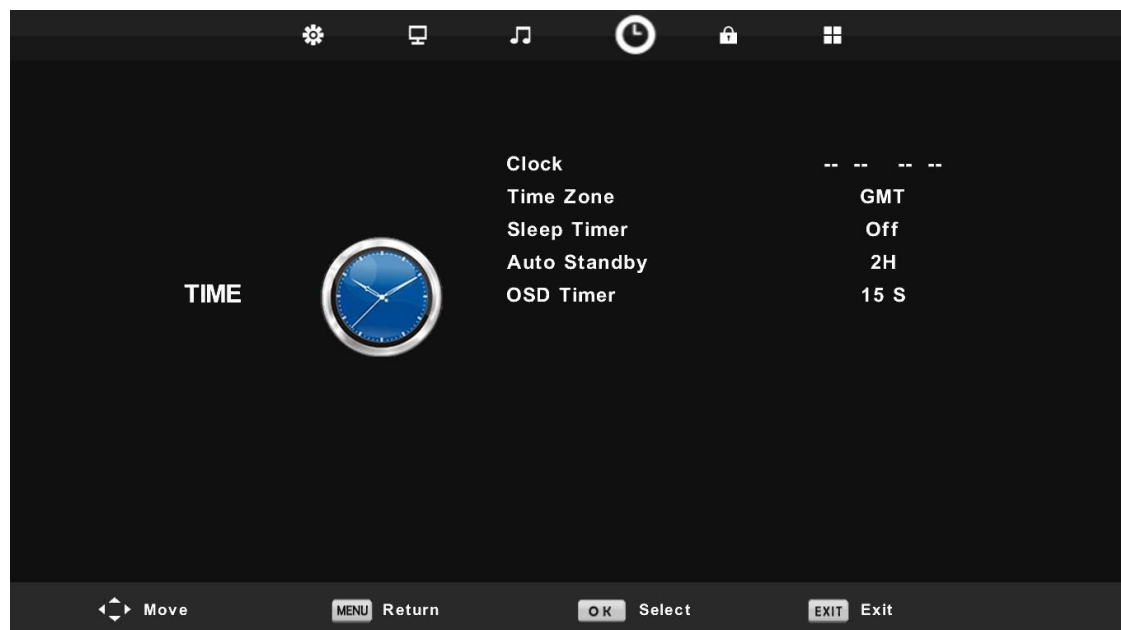 Clock -- -- -- --
Time Zone GMT
Sleep Timer Off
Auto Standby 2H
TIME
OSD Timer 15 S
Move MENU Return OK Select EXIT Exit